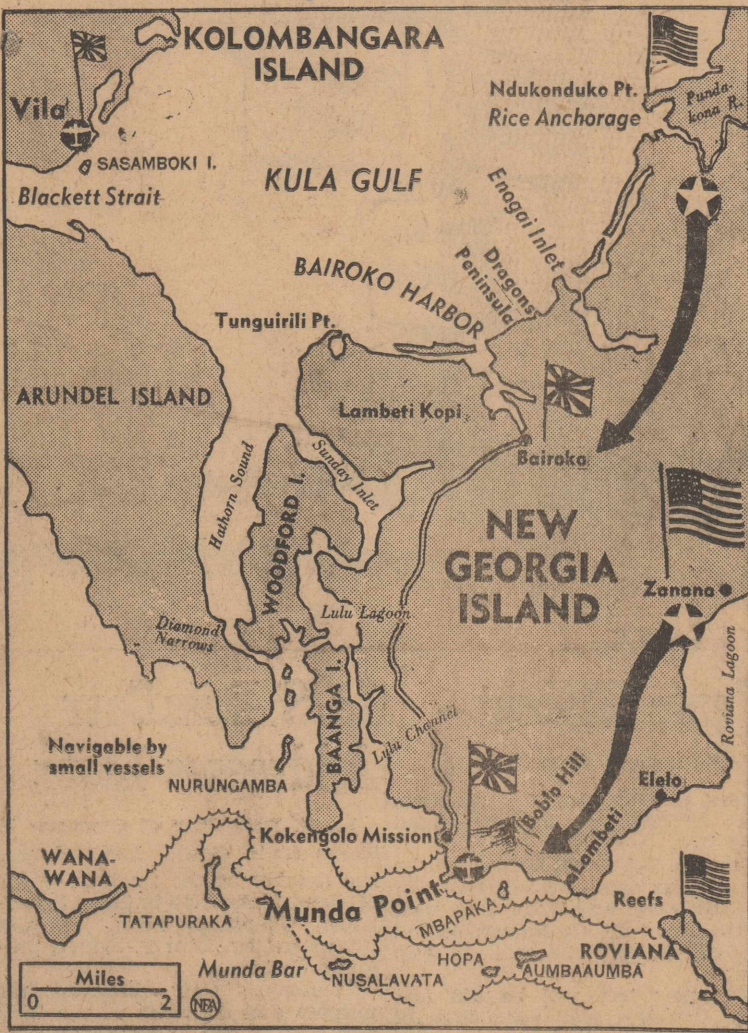 KOLOMBANGARA
ISLAND
Vila
SASAMBOKI I.
Blackett Strait
KULA GULF
Ndukonduko Pt.
Rice Anchorage
Punda-
kona R.
Enogai Inlet
Dragons
Peninsula
BAIROKO HARBOR
Tunguirili Pt.
ARUNDEL ISLAND
Lambeti Kopi
Bairoko
Hathorn Sound
Sunday Inlet
WOODFORD I.
NEW
GEORGIA
ISLAND
Zanana
Lulu Lagoon
Diamond
Narrows
Roviana Lagoon
BAANGA I.
Lulu Channel
Navigable by
small vessels
NURUNGAMBA
Boblo Hill
Elelo
Kokengolo Mission
Lambeti
WANA-
WANA
Munda Point
MBAPAKA
Reefs
TATAPURAKA
ROVIANA
HOPA
AUMBAAUMBA
Munda Bar
NUSALAVATA
Miles
0 2
NEA